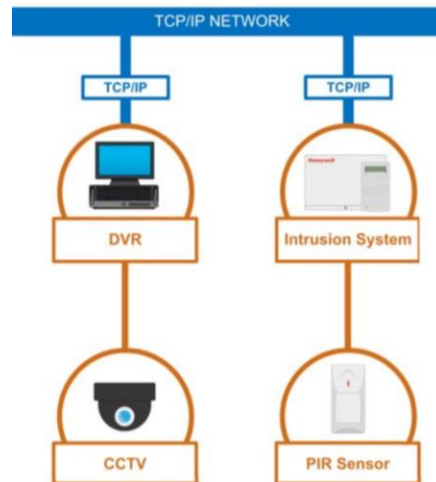 TCP/IP NETWORK
TCP/IP
TCP/IP
Honeywell
DVR
Intrusion System
CCTV
PIR Sensor